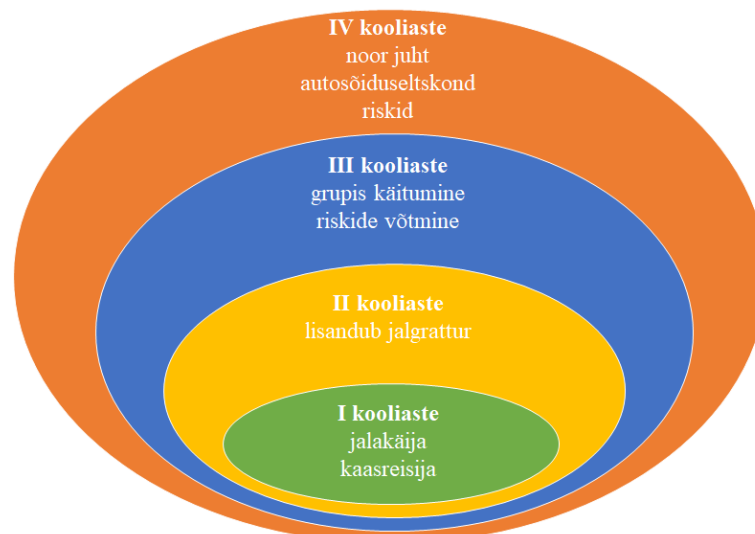 IV kooliaste
noor juht
autosõiduseltskond
riskid
III kooliaste
grupis käitumine
riskide võtmine
II kooliaste
lisandub jalgrattur
I kooliaste
jalakäija
kaasreisija